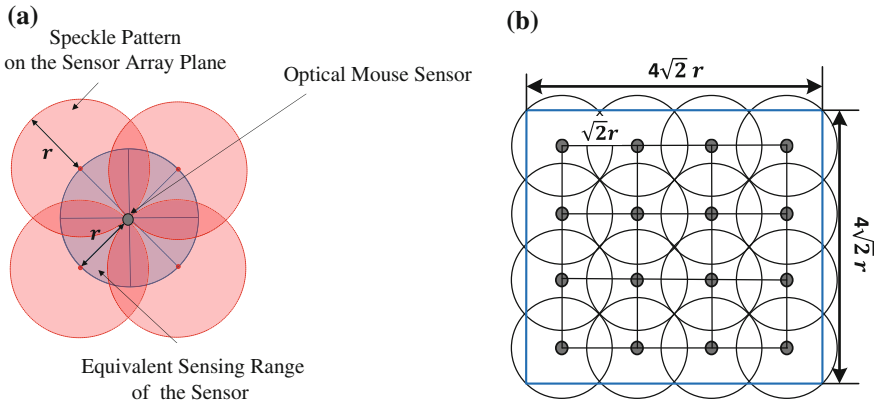 (a)
Speckle Pattern
on the Sensor Array Plane
Optical Mouse Sensor
r
r
Equivalent Sensing Range
of the Sensor
(b)
4√2 r
√2r
4√2 r